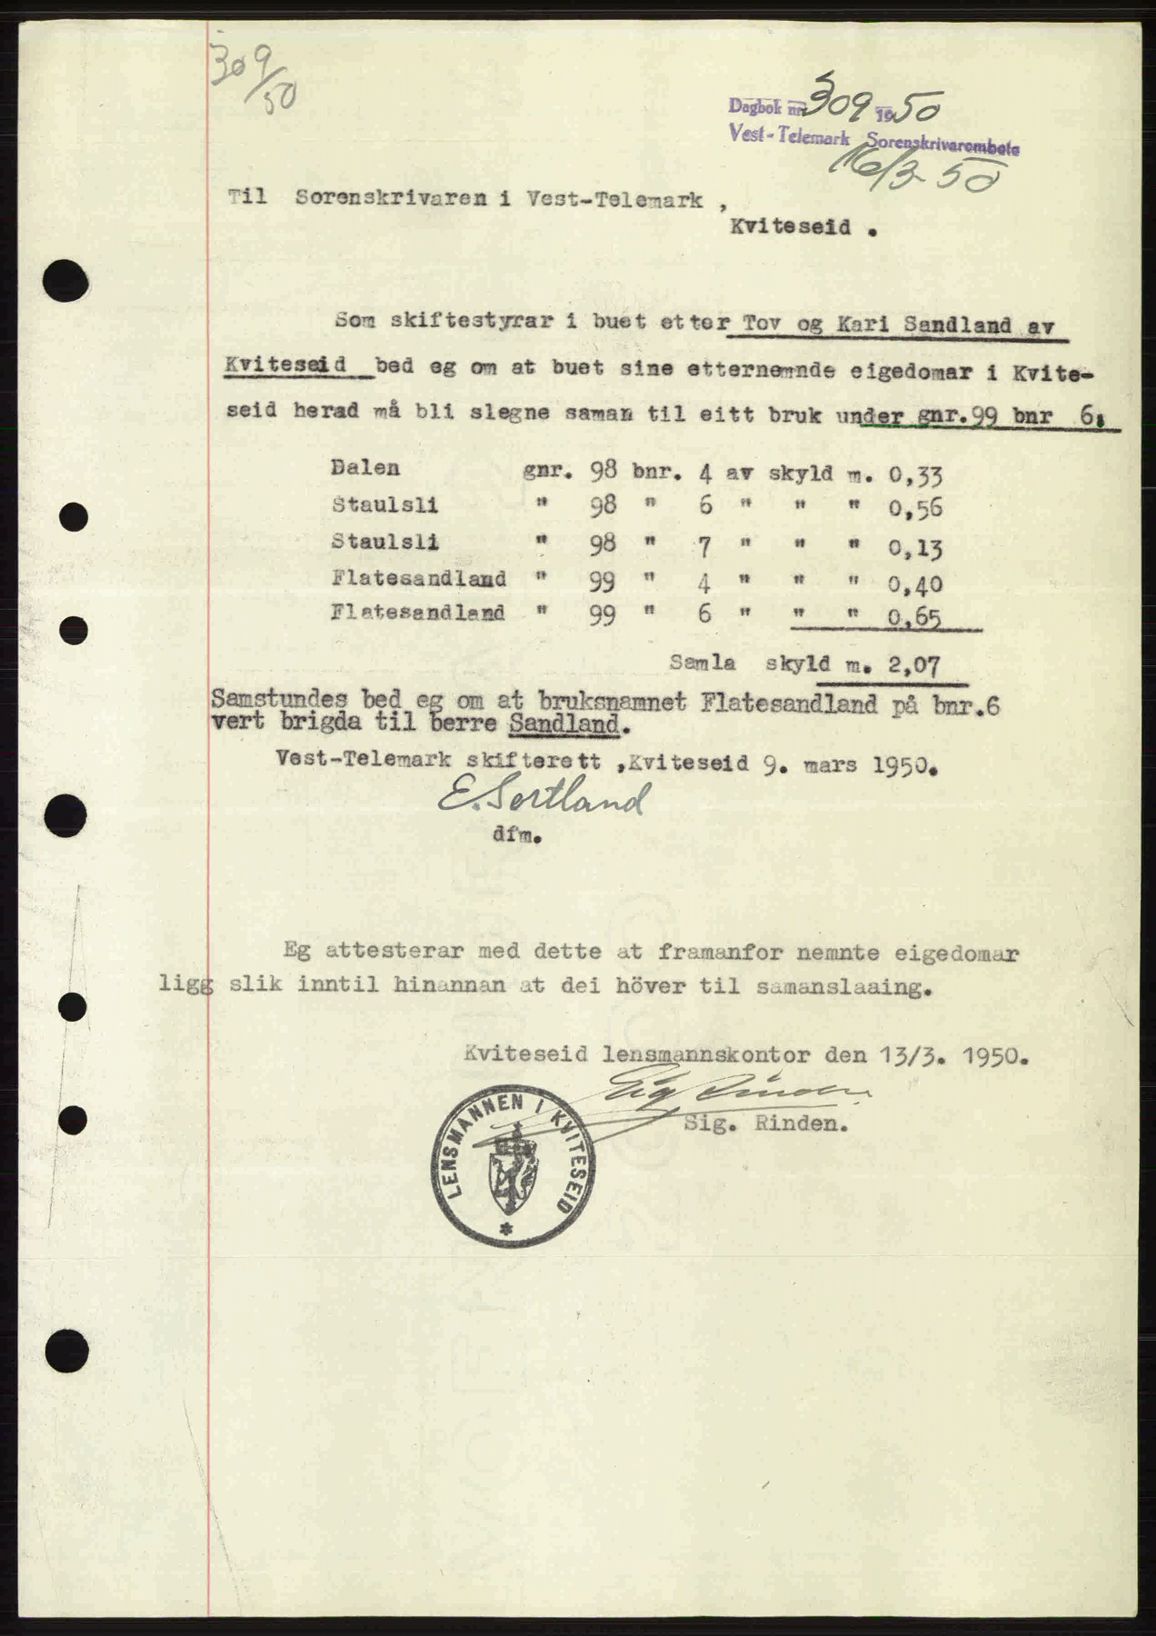 309/50
Dagbok nr. 309 1950
Vest-Telemark Sorenskrivarembete
16/3-50
Til Sorenskrivaren i Vest-Telemark ,
Kviteseid .
Som skiftestyrar i buet etter Tov og Kari Sandland av
Kviteseid bed eg om at buet sine etternemnde eigedomar i Kvite-
seid herad må bli slegne saman til eitt bruk under gnr.99 bnr 6:
Dalen gnr. 98 bnr. 4 av skyld m. 0,33
Staulsli " 98 " 6 " " " 0,56
Staulsli " 98 " 7 " " " 0,13
Flatesandland " 99 " 4 " " " 0,40
Flatesandland " 99 " 6 " " " 0,65
Samla skyld m. 2,07
Samstundes bed eg om at bruksnamnet Flatesandland på bnr.6
vert brigda til berre Sandland.
Vest-Telemark skifterett ,Kviteseid 9. mars 1950.
E. Sortland
dfm.
Eg attesterar med dette at framanfor nemnte eigedomar
ligg slik inntil hinannan at dei höver til samanslaaing.
Kviteseid lensmannskontor den 13/3. 1950.
Sig Rinden.
Sig. Rinden.
LENSMANNEN I KVITESEID
*